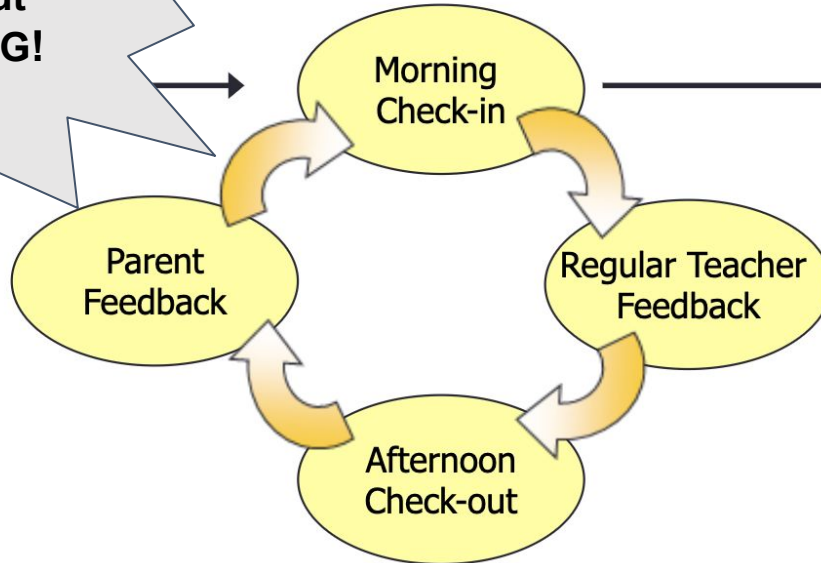 G!
Morning
Check-in
Regular Teacher
Feedback
Afternoon
Check-out
Parent
Feedback